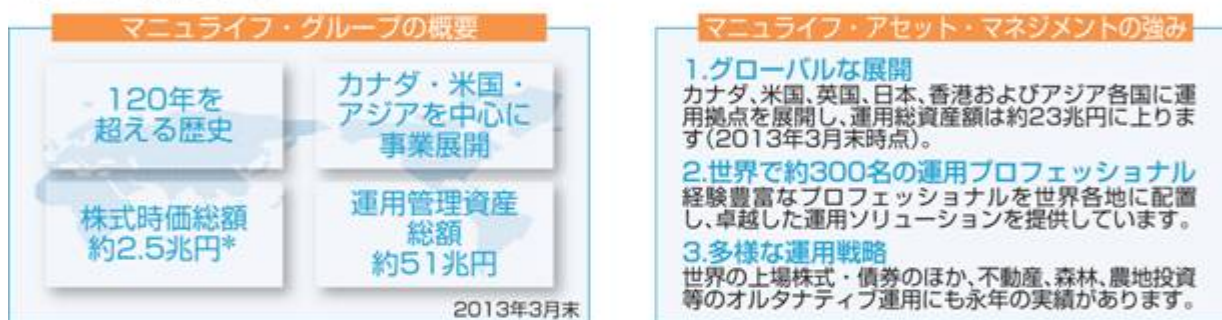 マニュライフ・グループの概要
120年を
超える歴史
カナダ・米国・
アジアを中心に
事業展開
株式時価総額
約2.5兆円*
運用管理資産
総額
約51兆円
2013年3月末
マニュライフ・アセット・マネジメントの強み
1.グローバルな展開
カナダ、米国、英国、日本、香港およびアジア各国に運
用拠点を展開し、運用総資産額は約23兆円に上りま
す(2013年3月末時点)。
2.世界で約300名の運用プロフェッショナル
経験豊富なプロフェッショナルを世界各地に配置
し、卓越した運用ソリューションを提供しています。
3.多様な運用戦略
世界の上場株式・債券のほか、不動産、森林、農地投資
等のオルタナティブ運用にも永年の実績があります。